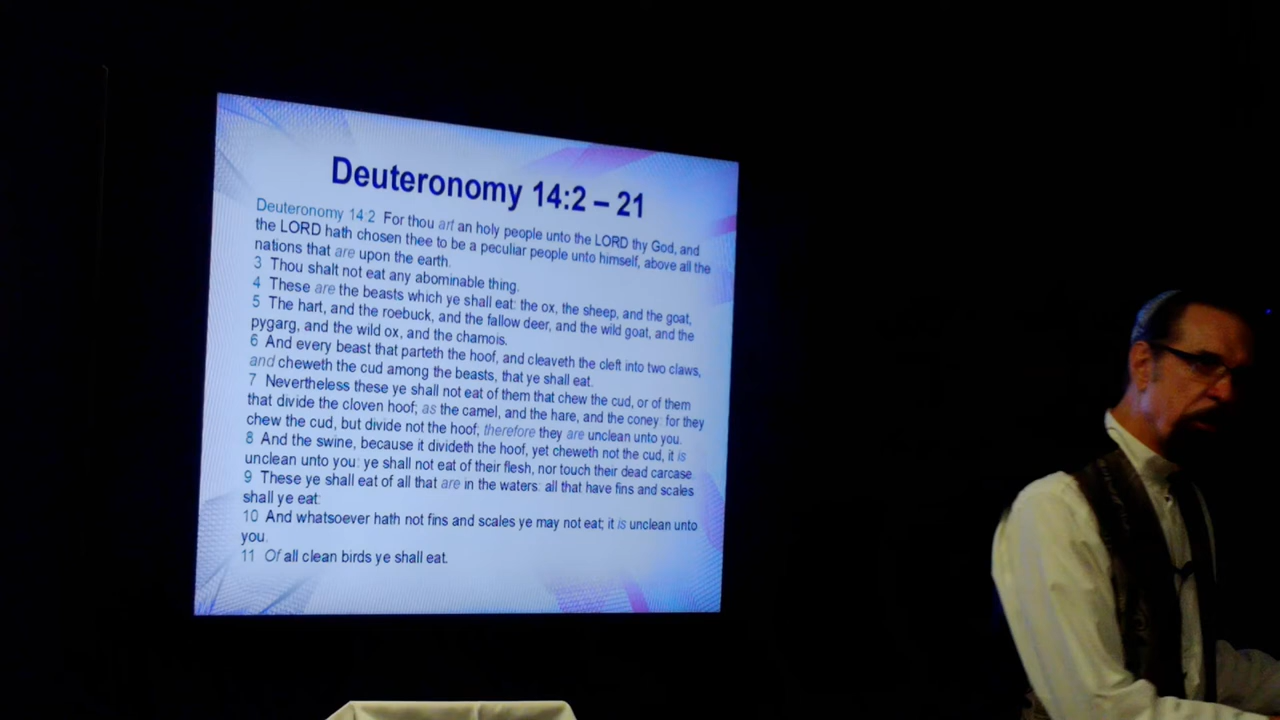 Deuteronomy 14:2 – 21
Deuteronomy 14:2 For thou art an holy people unto the LORD thy God, and
the LORD hath chosen thee to be a peculiar people unto himself, above all the
nations that are upon the earth.
3 Thou shalt not eat any abominable thing.
4 These are the beasts which ye shall eat: the ox, the sheep, and the goat,
5 The hart, and the roebuck, and the fallow deer, and the wild goat, and the
pygarg, and the wild ox, and the chamois.
6 And every beast that parteth the hoof, and cleaveth the cleft into two claws,
and cheweth the cud among the beasts, that ye shall eat.
7 Nevertheless these ye shall not eat of them that chew the cud, or of them
that divide the cloven hoof; as the camel, and the hare, and the coney: for they
chew the cud, but divide not the hoof; therefore they are unclean unto you.
8 And the swine, because it divideth the hoof, yet cheweth not the cud, it is
unclean unto you: ye shall not eat of their flesh, nor touch their dead carcase.
9 These ye shall eat of all that are in the waters: all that have fins and scales
shall ye eat:
10 And whatsoever hath not fins and scales ye may not eat; it is unclean unto
you.
11 Of all clean birds ye shall eat.